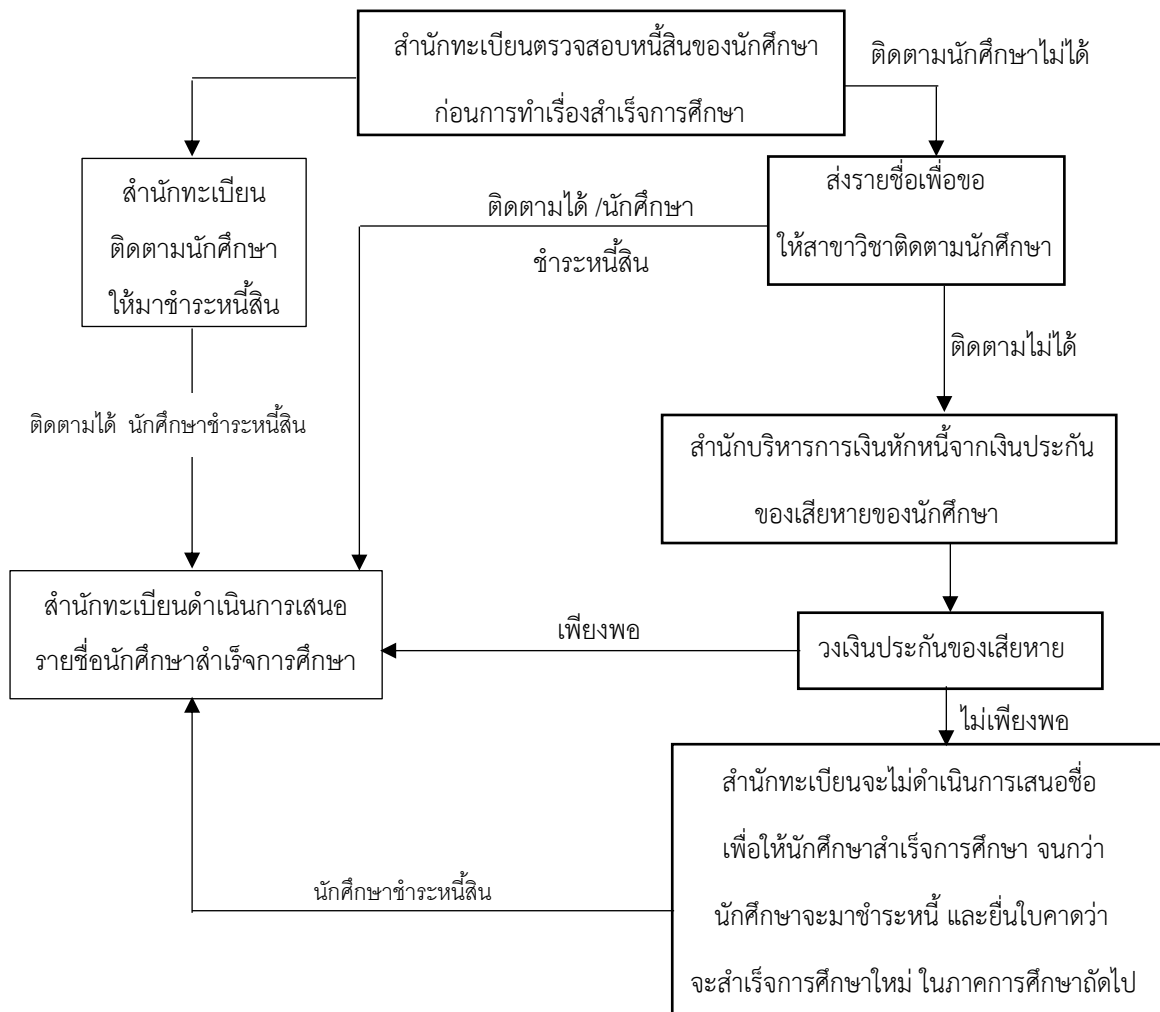 สำนักทะเบียนตรวจสอบหนี้สินของนักศึกษา
ก่อนการทำเรื่องสำเร็จการศึกษา
ติดตามนักศึกษาไม่ได้
สำนักทะเบียน
ติดตามนักศึกษา
ให้มาชำระหนี้สิน
ติดตามได้ /นักศึกษา
ชำระหนี้สิน
ส่งรายชื่อเพื่อขอ
ให้สาขาวิชาติดตามนักศึกษา
ติดตามไม่ได้
ติดตามได้ นักศึกษาชำระหนี้สิน
สำนักบริหารการเงินหักหนี้จากเงินประกัน
ของเสียหายของนักศึกษา
สำนักทะเบียนดำเนินการเสนอ
รายชื่อนักศึกษาสำเร็จการศึกษา
เพียงพอ
วงเงินประกันของเสียหาย
ไม่เพียงพอ
สำนักทะเบียนจะไม่ดำเนินการเสนอชื่อ
เพื่อให้นักศึกษาสำเร็จการศึกษา จนกว่า
นักศึกษาจะมาชำระหนี้ และยื่นใบคาดว่า
จะสำเร็จการศึกษาใหม่ ในภาคการศึกษาถัดไป
นักศึกษาชำระหนี้สิน